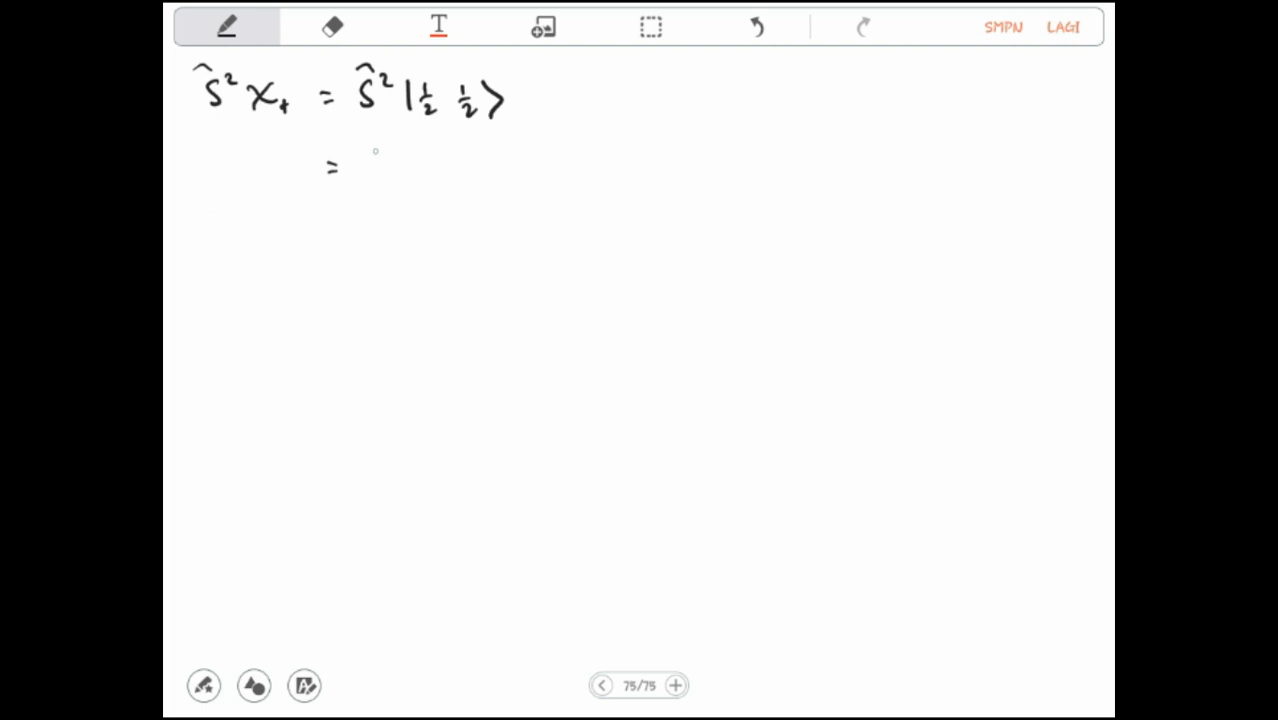 T SMPN LAGI
Ŝ² χ₊ = Ŝ² |½ ½⟩
=
75/75